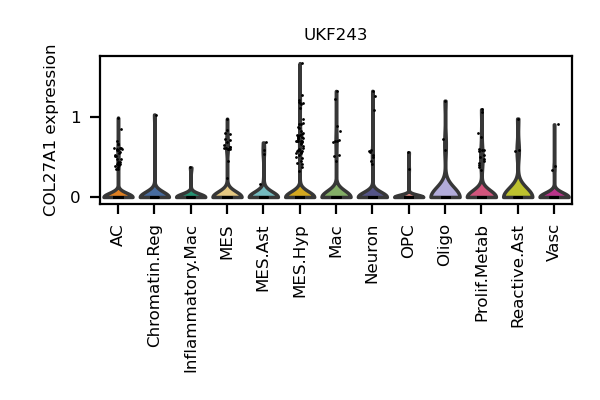 UKF243
COL27A1 expression
1
0
AC
Chromatin.Reg
Inflammatory.Mac
MES
MES.Ast
MES.Hyp
Mac
Neuron
OPC
Oligo
Prolif.Metab
Reactive.Ast
Vasc